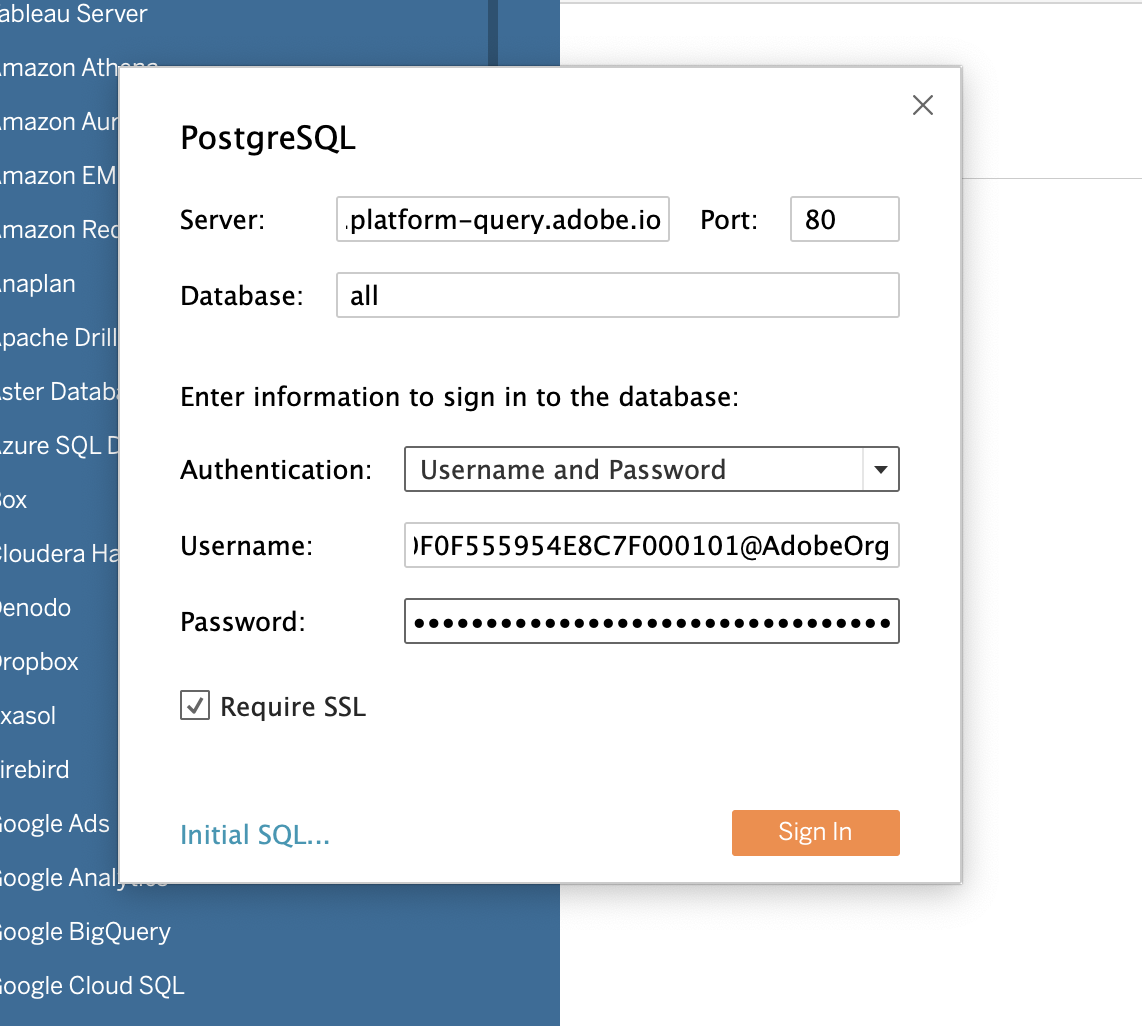 ableau Server
mazon Athena
mazon Aur
mazon EM
mazon Red
naplan
pache Drill
ster Databa
zure SQL D
ox
loudera Ha
enodo
ropbox
xasol
irebird
oogle Ads
oogle Analytics
oogle BigQuery
oogle Cloud SQL
PostgreSQL
Server: .platform-query.adobe.io Port: 80
Database: all
Enter information to sign in to the database:
Authentication: Username and Password
Username: 0F0F555954E8C7F000101@AdobeOrg
Password: •••••••••••••••••••••••••••••••••
Require SSL
Initial SQL... Sign In